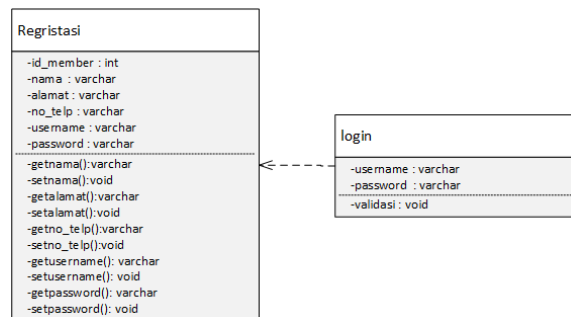 Regristasi
-id_member : int
-nama : varchar
-alamat : varchar
-no_telp : varchar
-username : varchar
-password : varchar
-getnama():varchar
-setnama():void
-getalamat():varchar
-setalamat():void
-getno_telp():varchar
-setno_telp():void
-getusername(): varchar
-setusername(): void
-getpassword(): varchar
-setpassword(): void
login
-username : varchar
-password : varchar
-validasi : void